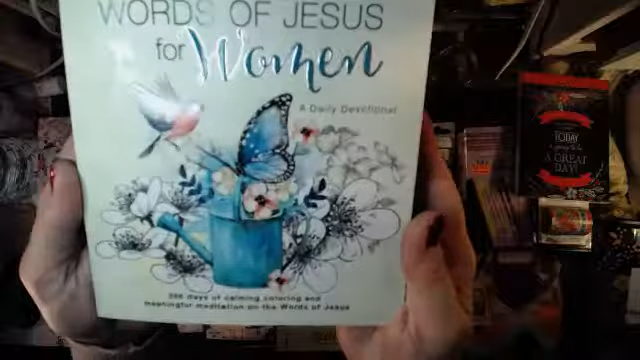 WORDS OF JESUS
for Women
A Daily Devotional
366 days of calming coloring and
meaningful meditation on the Words of Jesus
TODAY
A GREAT
DAY!